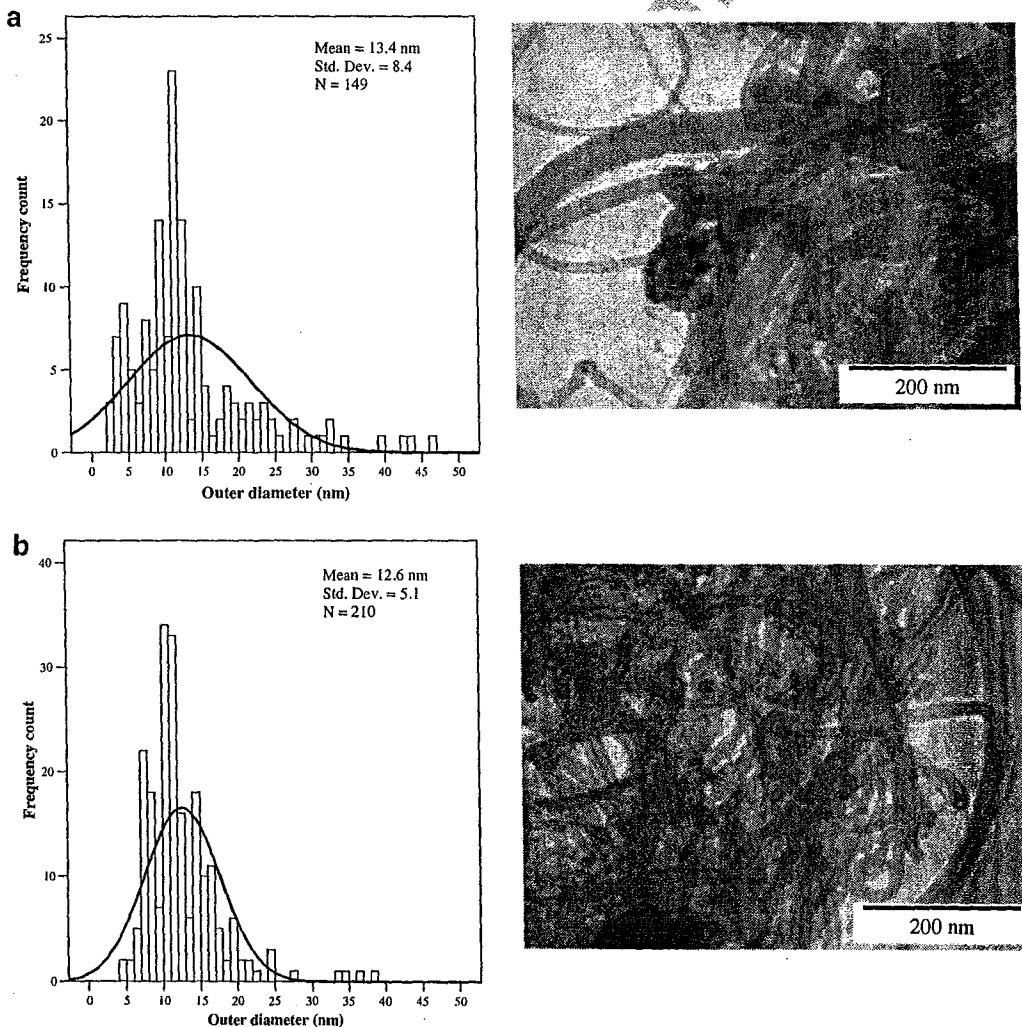 a
Mean = 13.4 nm
Std. Dev. = 8.4
N = 149
Frequency count
25
20
15
10
5
0
0 5 10 15 20 25 30 35 40 45 50
Outer diameter (nm)
200 nm
b
Mean = 12.6 nm
Std. Dev. = 5.1
N = 210
Frequency count
40
30
20
10
0
0 5 10 15 20 25 30 35 40 45 50
Outer diameter (nm)
200 nm